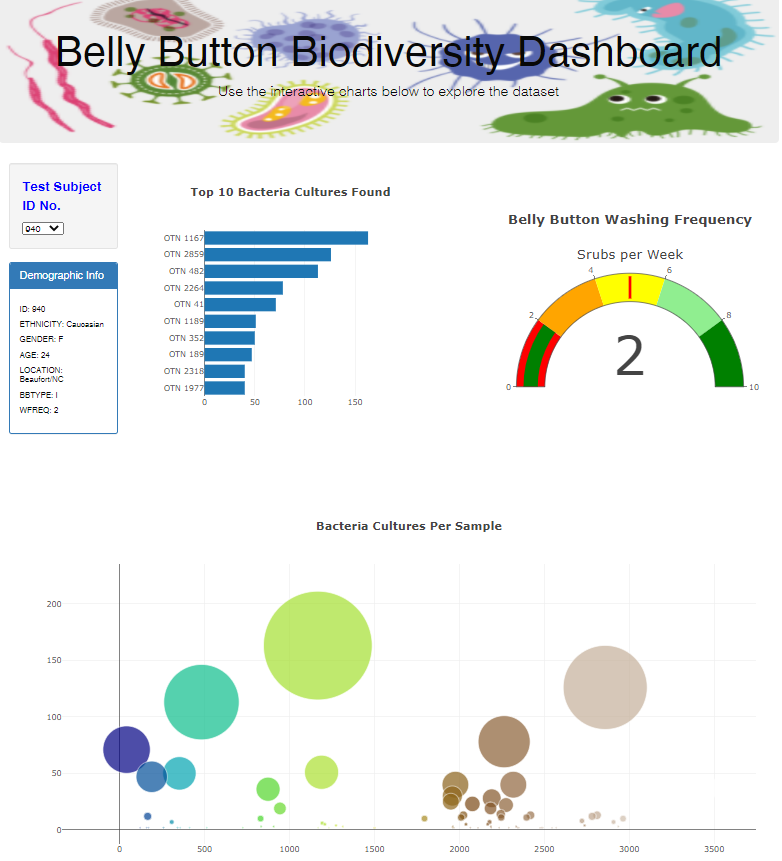 Belly Button Biodiversity Dashboard
Use the interactive charts below to explore the dataset
Test Subject
ID No.
940
Demographic Info
ID: 940
ETHNICITY: Caucasian
GENDER: F
AGE: 24
LOCATION:
Beaufort/NC
BBTYPE: I
WFREQ: 2
Top 10 Bacteria Cultures Found
OTN 1167
OTN 2859
OTN 482
OTN 2264
OTN 41
OTN 1189
OTN 352
OTN 189
OTN 2318
OTN 1977
0 50 100 150
Belly Button Washing Frequency
Srubs per Week
4 6
2 8
2
0 10
Bacteria Cultures Per Sample
200
150
100
50
0
0 500 1000 1500 2000 2500 3000 3500